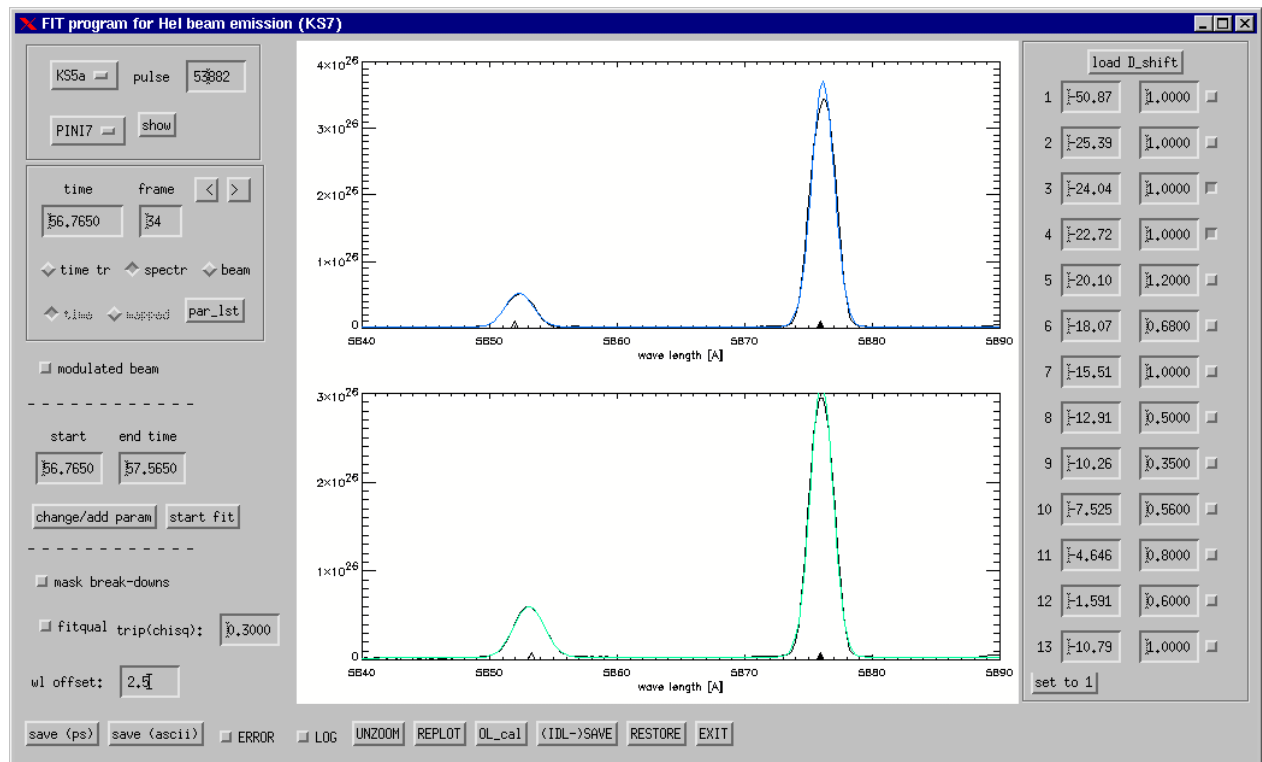 FIT program for HeI beam emission (KS7)
KS5a pulse 53882
PINI7 show
time frame < >
56.7650 34
time tr spectr beam
time mapped par_lst
modulated beam
start end time
56.7650 57.5650
change/add param start fit
mask break-downs
fitqual trip(chisq): 0.3000
wl offset: 2.5
4×10^26
3×10^26
2×10^26
1×10^26
0
5840 5850 5860 5870 5880 5890
wave length [A]
3×10^26
2×10^26
1×10^26
0
5840 5850 5860 5870 5880 5890
wave length [A]
load D_shift
1 -50.87 1.0000
2 -25.39 1.0000
3 -24.04 1.0000
4 -22.72 1.0000
5 -20.10 1.2000
6 -18.07 0.6800
7 -15.51 1.0000
8 -12.91 0.5000
9 -10.26 0.3500
10 -7.525 0.5600
11 -4.646 0.8000
12 -1.591 0.6000
13 -10.79 1.0000
set to 1
save (ps) save (ascii) ERROR LOG UNZOOM REPLOT OL_cal (IDL->SAVE RESTORE EXIT